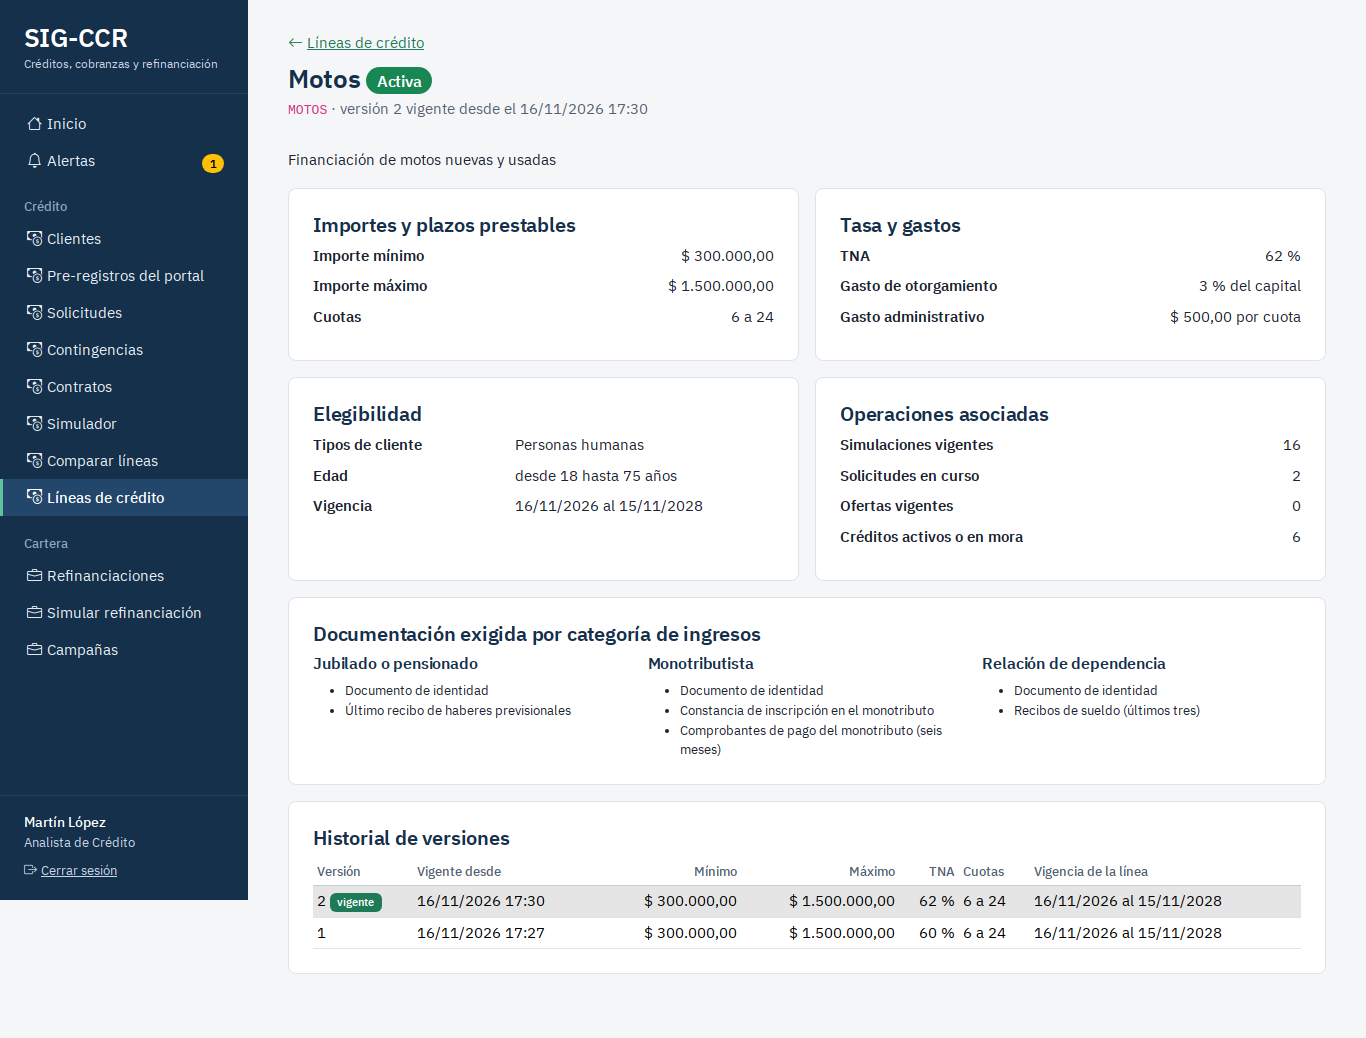 SIG-CCR
Créditos, cobranzas y refinanciación
Inicio
Alertas
1
Crédito
Clientes
Pre-registros del portal
Solicitudes
Contingencias
Contratos
Simulador
Comparar líneas
Líneas de crédito
Cartera
Refinanciaciones
Simular refinanciación
Campañas
Martín López
Analista de Crédito
Cerrar sesión
← Líneas de crédito
Motos Activa
MOTOS · versión 2 vigente desde el 16/11/2026 17:30
Financiación de motos nuevas y usadas
Importes y plazos prestables
Importe mínimo $ 300.000,00
Importe máximo $ 1.500.000,00
Cuotas 6 a 24
Tasa y gastos
TNA 62 %
Gasto de otorgamiento 3 % del capital
Gasto administrativo $ 500,00 por cuota
Elegibilidad
Tipos de cliente Personas humanas
Edad desde 18 hasta 75 años
Vigencia 16/11/2026 al 15/11/2028
Operaciones asociadas
Simulaciones vigentes 16
Solicitudes en curso 2
Ofertas vigentes 0
Créditos activos o en mora 6
Documentación exigida por categoría de ingresos
Jubilado o pensionado
• Documento de identidad
• Último recibo de haberes previsionales
Monotributista
• Documento de identidad
• Constancia de inscripción en el monotributo
• Comprobantes de pago del monotributo (seis
meses)
Relación de dependencia
• Documento de identidad
• Recibos de sueldo (últimos tres)
Historial de versiones
Versión Vigente desde Mínimo Máximo TNA Cuotas Vigencia de la línea
2 vigente 16/11/2026 17:30 $ 300.000,00 $ 1.500.000,00 62 % 6 a 24 16/11/2026 al 15/11/2028
1 16/11/2026 17:27 $ 300.000,00 $ 1.500.000,00 60 % 6 a 24 16/11/2026 al 15/11/2028